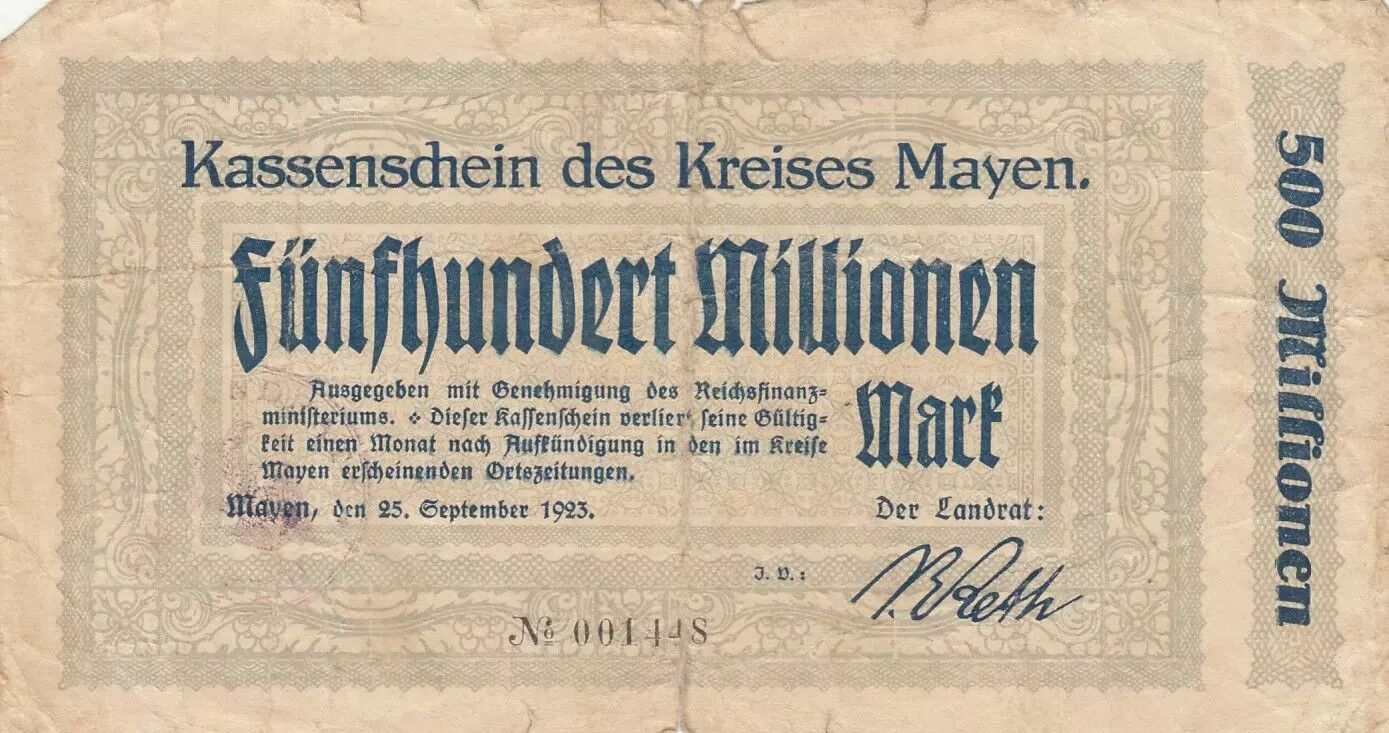 Kassenschein des Kreises Mayen.
Fünfhundert Millionen
Mark
Ausgegeben mit Genehmigung des Reichsfinanz=
ministeriums. Dieser Kassenschein verliert seine Gültig=
keit einen Monat nach Aufkündigung in den im Kreise
Mayen erscheinenden Ortszeitungen.
Mayen, den 25. September 1923.
Der Landrat:
J. V.:
№ 001448
500 Millionen